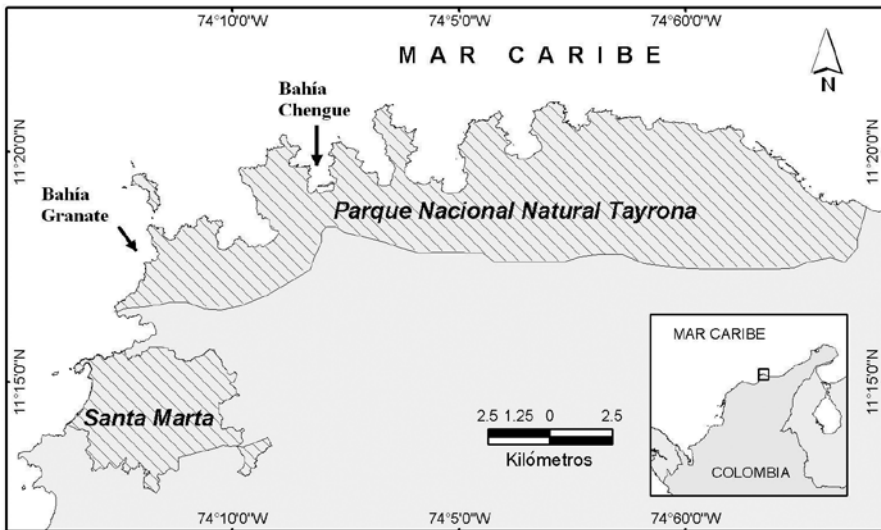 74°10'0"W 74°5'0"W 74°60'0"W
MAR CARIBE
N
Bahía
Chengue
11°20'0"N
11°20'0"N
Bahía
Granate
Parque Nacional Natural Tayrona
MAR CARIBE
11°15'0"N
11°15'0"N
Santa Marta
2.5 1.25 0 2.5
Kilómetros
COLOMBIA
74°10'0"W 74°5'0"W 74°60'0"W